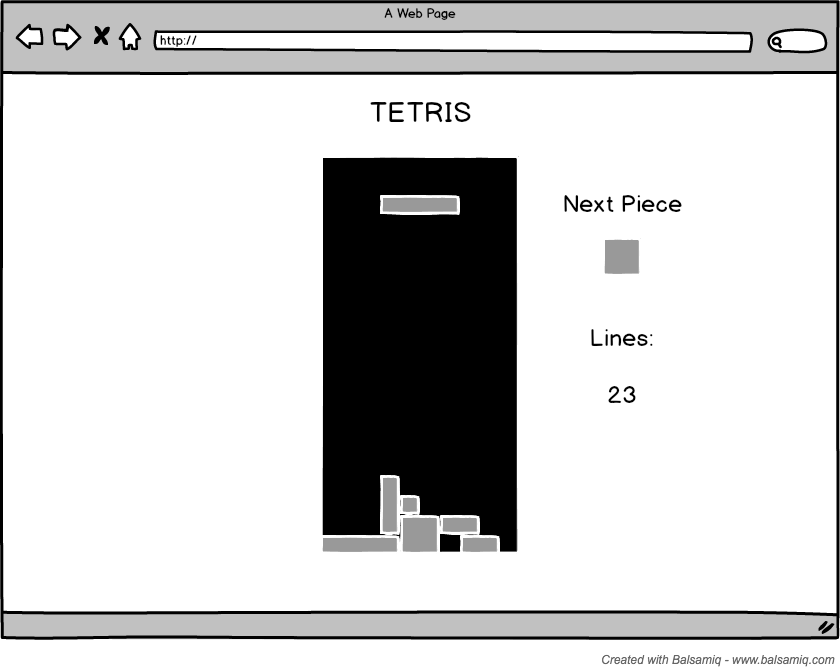 A Web Page
http://
TETRIS
Next Piece
Lines:
23
Created with Balsamiq - www.balsamiq.com